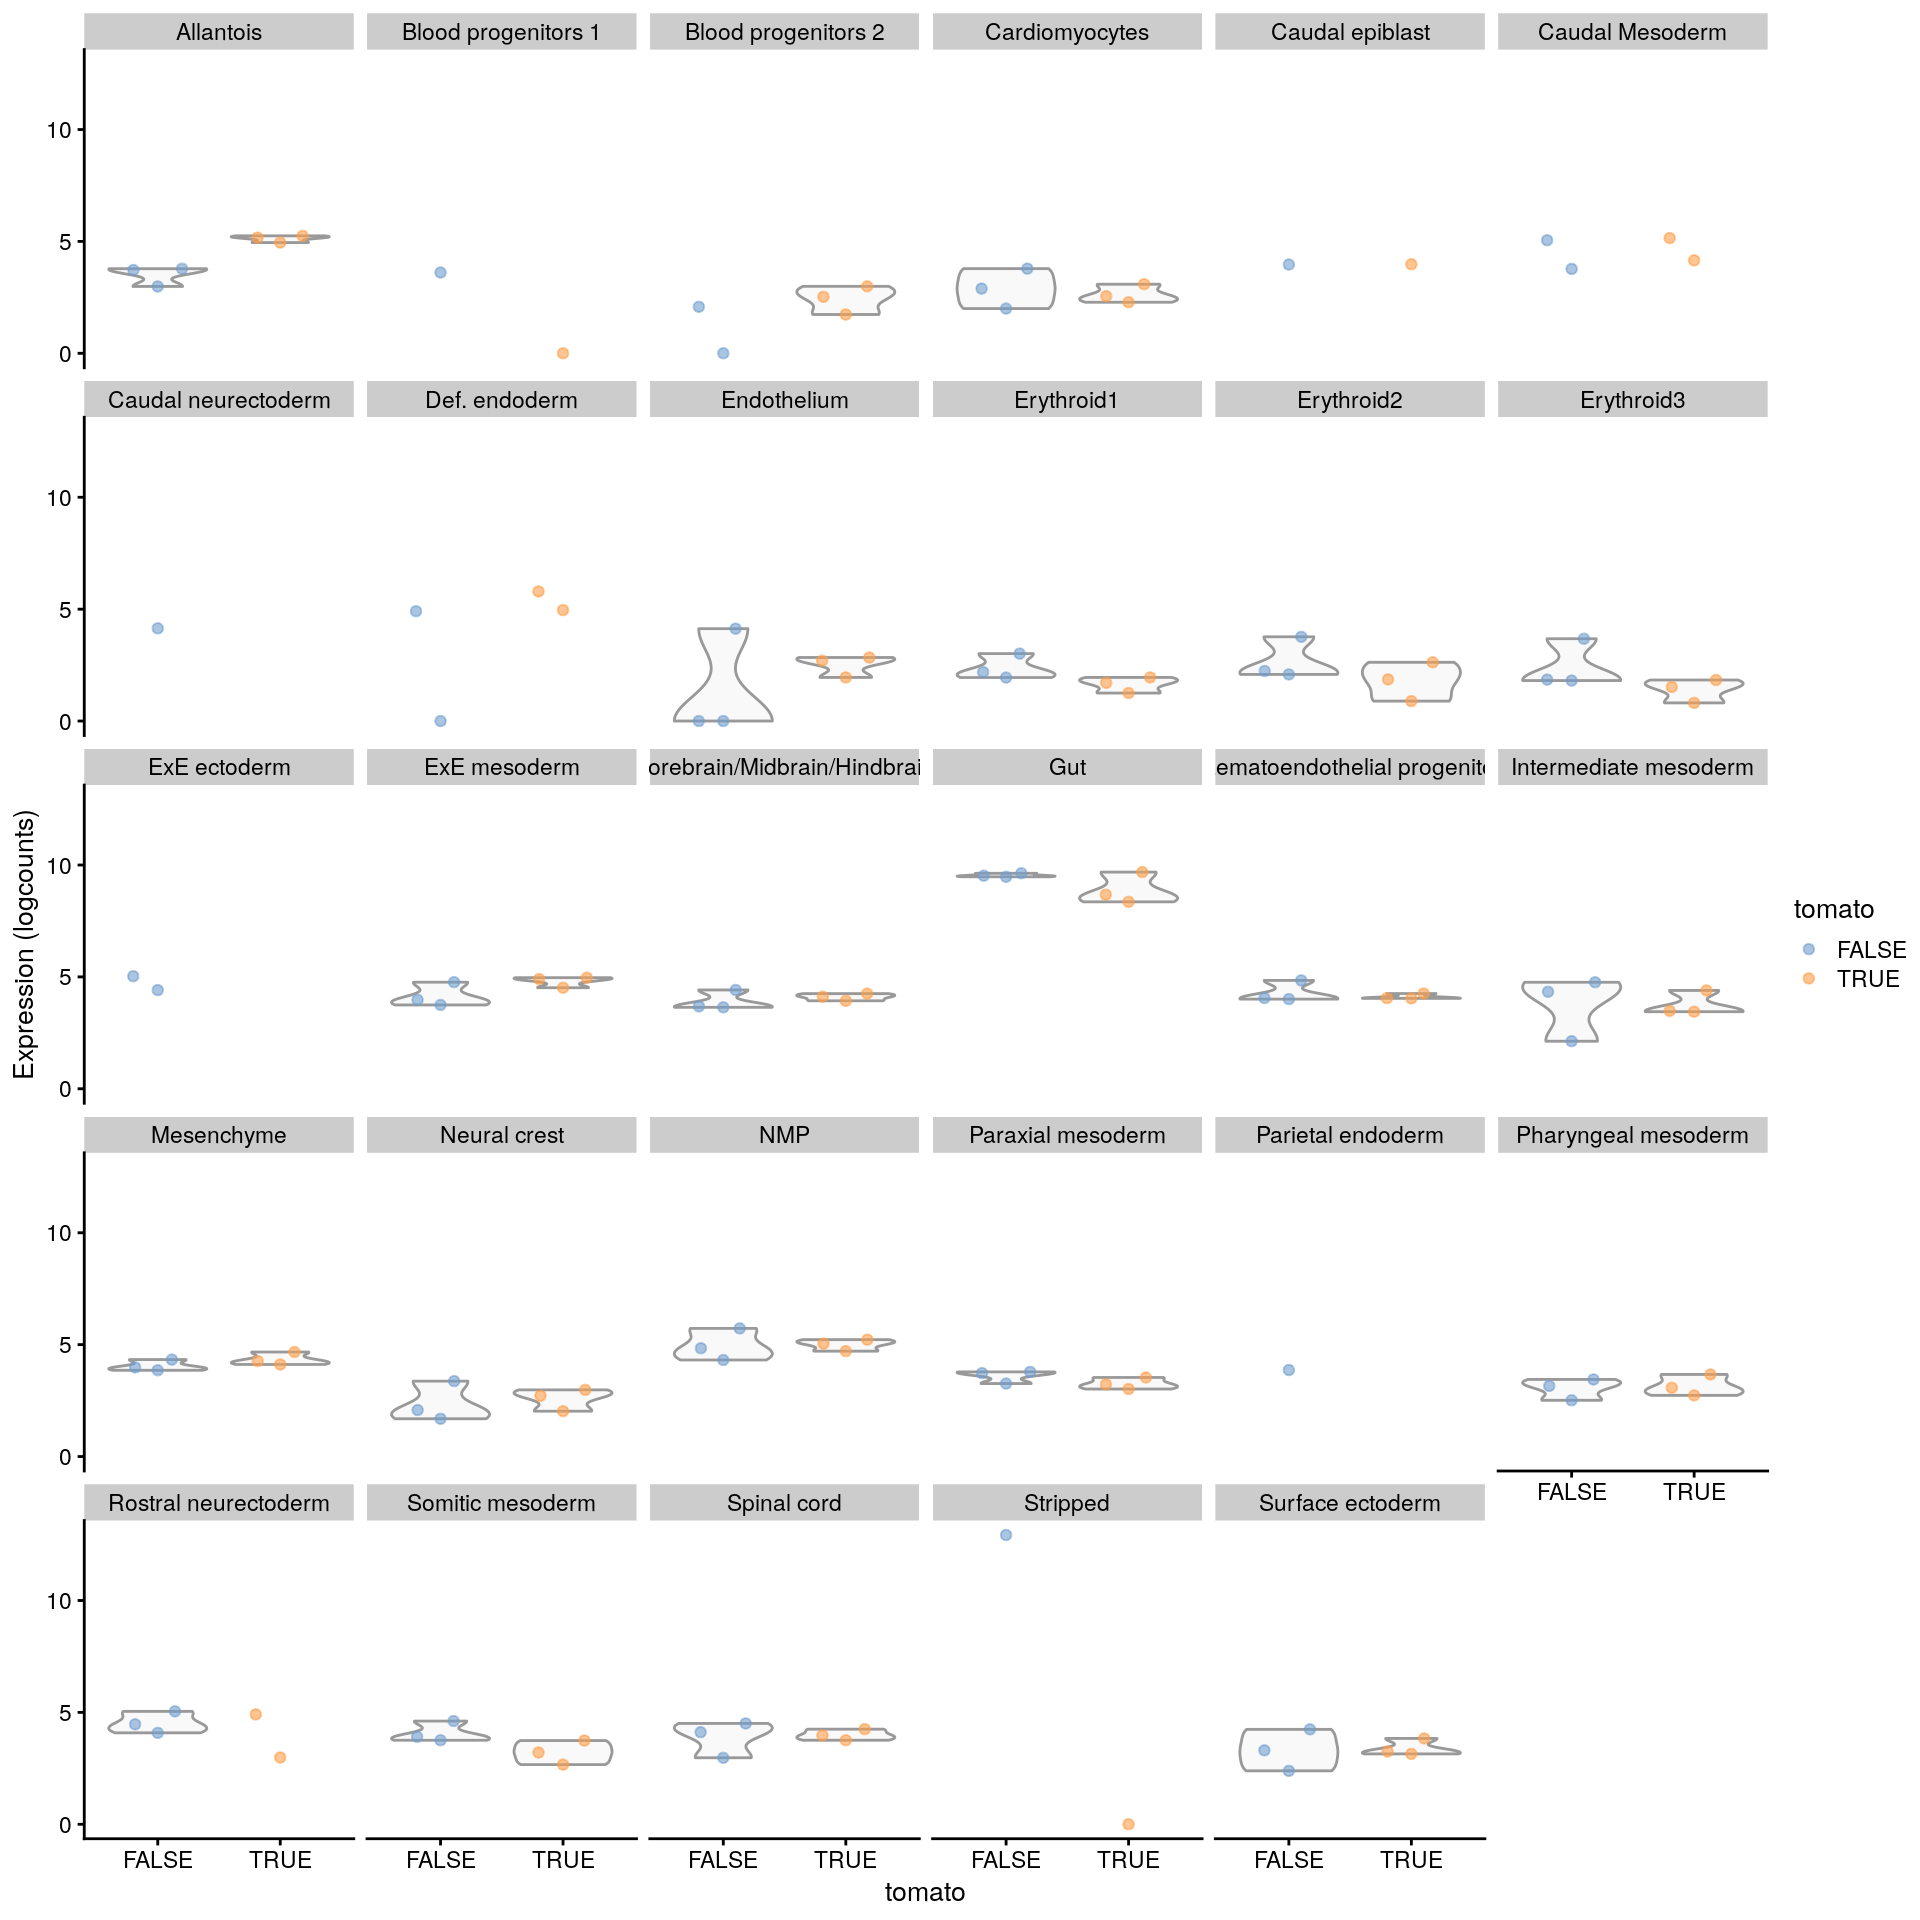 Allantois Blood progenitors 1 Blood progenitors 2 Cardiomyocytes Caudal epiblast Caudal Mesoderm
10
5
0
Caudal neurectoderm Def. endoderm Endothelium Erythroid1 Erythroid2 Erythroid3
10
5
0
ExE ectoderm ExE mesoderm orebrain/Midbrain/Hindbrai Gut ematoendothelial progenito Intermediate mesoderm
10
5
0
Expression (logcounts)
tomato
FALSE
TRUE
Mesenchyme Neural crest NMP Paraxial mesoderm Parietal endoderm Pharyngeal mesoderm
10
5
0
FALSE TRUE
Rostral neurectoderm Somitic mesoderm Spinal cord Stripped Surface ectoderm
10
5
0
FALSE TRUE FALSE TRUE FALSE TRUE FALSE TRUE FALSE TRUE
tomato